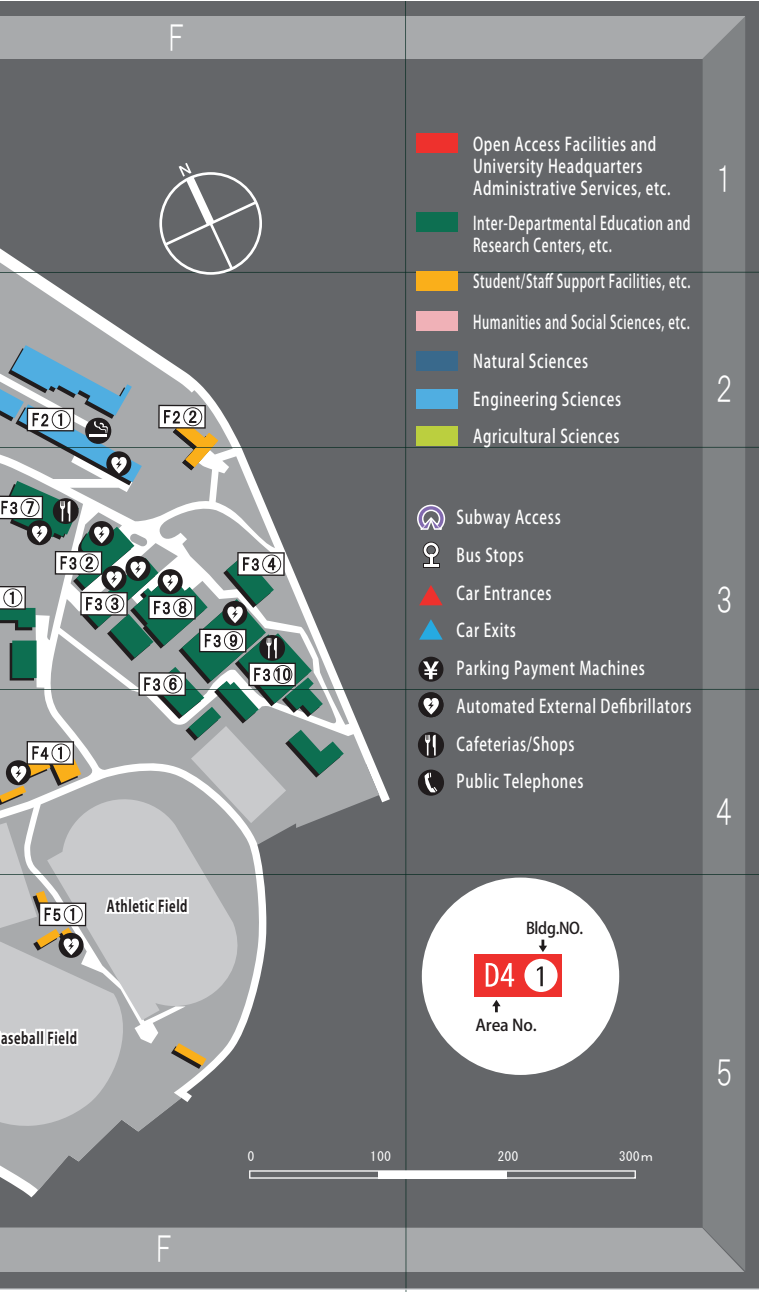 F
N
Open Access Facilities and
University Headquarters
Administrative Services, etc.
1
Inter-Departmental Education and
Research Centers, etc.
Student/Staff Support Facilities, etc.
Humanities and Social Sciences, etc.
Natural Sciences
2
Engineering Sciences
Agricultural Sciences
F2①
F2②
F3⑦
F3②
F3④
①
F3③
F3⑧
F3⑨
F3⑩
F3⑥
Subway Access
Bus Stops
Car Entrances
3
Car Exits
¥ Parking Payment Machines
Automated External Defibrillators
Cafeterias/Shops
Public Telephones
4
F4①
Athletic Field
F5①
aseball Field
Bldg.NO.
D4 1
Area No.
5
0 100 200 300m
F